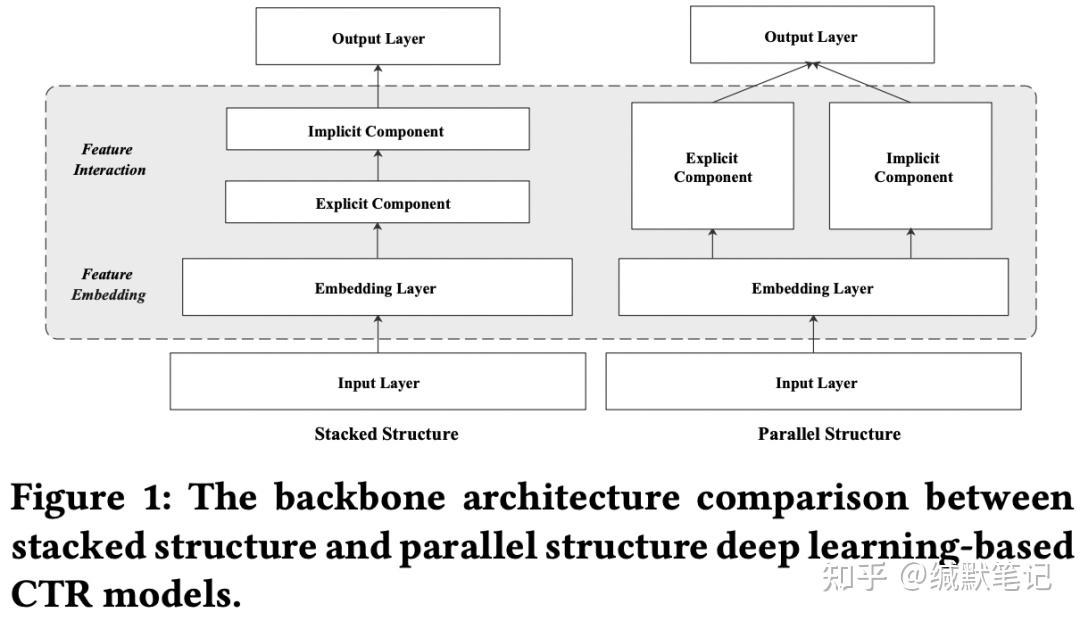 Output Layer
Implicit Component
Explicit Component
Embedding Layer
Input Layer
Stacked Structure
Feature
Interaction
Feature
Embedding
Output Layer
Explicit
Component
Implicit
Component
Embedding Layer
Input Layer
Parallel Structure
Figure 1: The backbone architecture comparison between
stacked structure and parallel structure deep learning-based
CTR models.
知乎 @缄默笔记